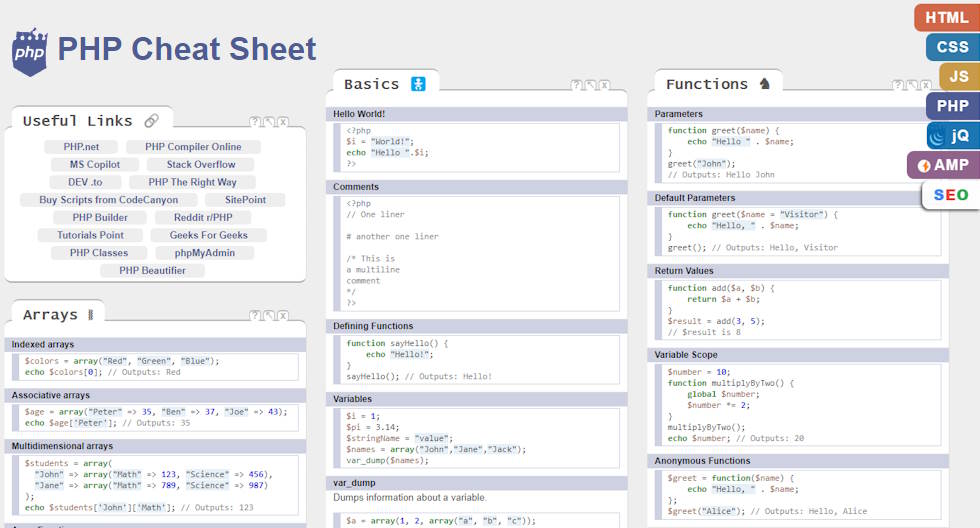 php
PHP Cheat Sheet
HTML
CSS
JS
PHP
jQ
AMP
SEO
Useful Links
? x
PHP.net PHP Compiler Online
MS Copilot Stack Overflow
DEV .to PHP The Right Way
Buy Scripts from CodeCanyon SitePoint
PHP Builder Reddit r/PHP
Tutorials Point Geeks For Geeks
PHP Classes phpMyAdmin
PHP Beautifier
Arrays
? x
Indexed arrays
$colors = array("Red", "Green", "Blue");
echo $colors[0]; // Outputs: Red
Associative arrays
$age = array("Peter" => 35, "Ben" => 37, "Joe" => 43);
echo $age['Peter']; // Outputs: 35
Multidimensional arrays
$students = array(
"John" => array("Math" => 123, "Science" => 456),
"Jane" => array("Math" => 789, "Science" => 987)
);
echo $students['John']['Math']; // Outputs: 123
Basics
? x
Hello World!
<?php
$i = "World!";
echo "Hello ".$i;
?>
Comments
<?php
// One liner
# another one liner
/* This is
a multiline
comment
*/
?>
Defining Functions
function sayHello() {
echo "Hello!";
}
sayHello(); // Outputs: Hello!
Variables
$i = 1;
$pi = 3.14;
$stringName = "value";
$names = array("John","Jane","Jack");
var_dump($names);
var_dump
Dumps information about a variable.
$a = array(1, 2, array("a", "b", "c"));
Functions
? x
Parameters
function greet($name) {
echo "Hello " . $name;
}
greet("John");
// Outputs: Hello John
Default Parameters
function greet($name = "Visitor") {
echo "Hello, " . $name;
}
greet(); // Outputs: Hello, Visitor
Return Values
function add($a, $b) {
return $a + $b;
}
$result = add(3, 5);
// $result is 8
Variable Scope
$number = 10;
function multiplyByTwo() {
global $number;
$number *= 2;
}
multiplyByTwo();
echo $number; // Outputs: 20
Anonymous Functions
$greet = function($name) {
echo "Hello, " . $name;
};
$greet("Alice"); // Outputs: Hello, Alice